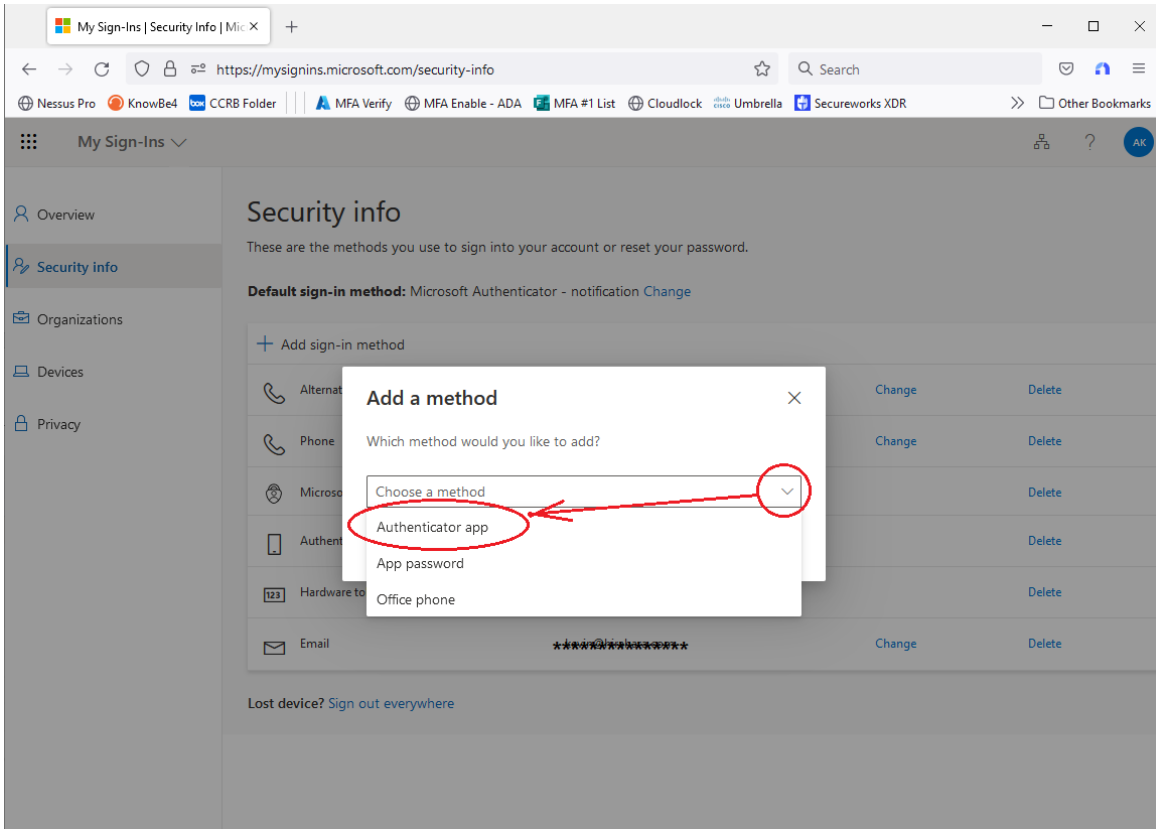 My Sign-Ins | Security Info | Mic
https://mysignins.microsoft.com/security-info
Search
Nessus Pro KnowBe4 box CCRB Folder MFA Verify MFA Enable - ADA MFA #1 List Cloudlock cisco Umbrella Secureworks XDR Other Bookmarks
My Sign-Ins ? AK
Overview
Security info
Organizations
Devices
Privacy
Security info
These are the methods you use to sign into your account or reset your password.
Default sign-in method: Microsoft Authenticator - notification Change
Add sign-in method
Alternat Change Delete
Phone Change Delete
Microso Delete
Authent Delete
123 Hardware to Delete
Email Change Delete
Lost device? Sign out everywhere
Add a method
Which method would you like to add?
Choose a method
Authenticator app
App password
Office phone